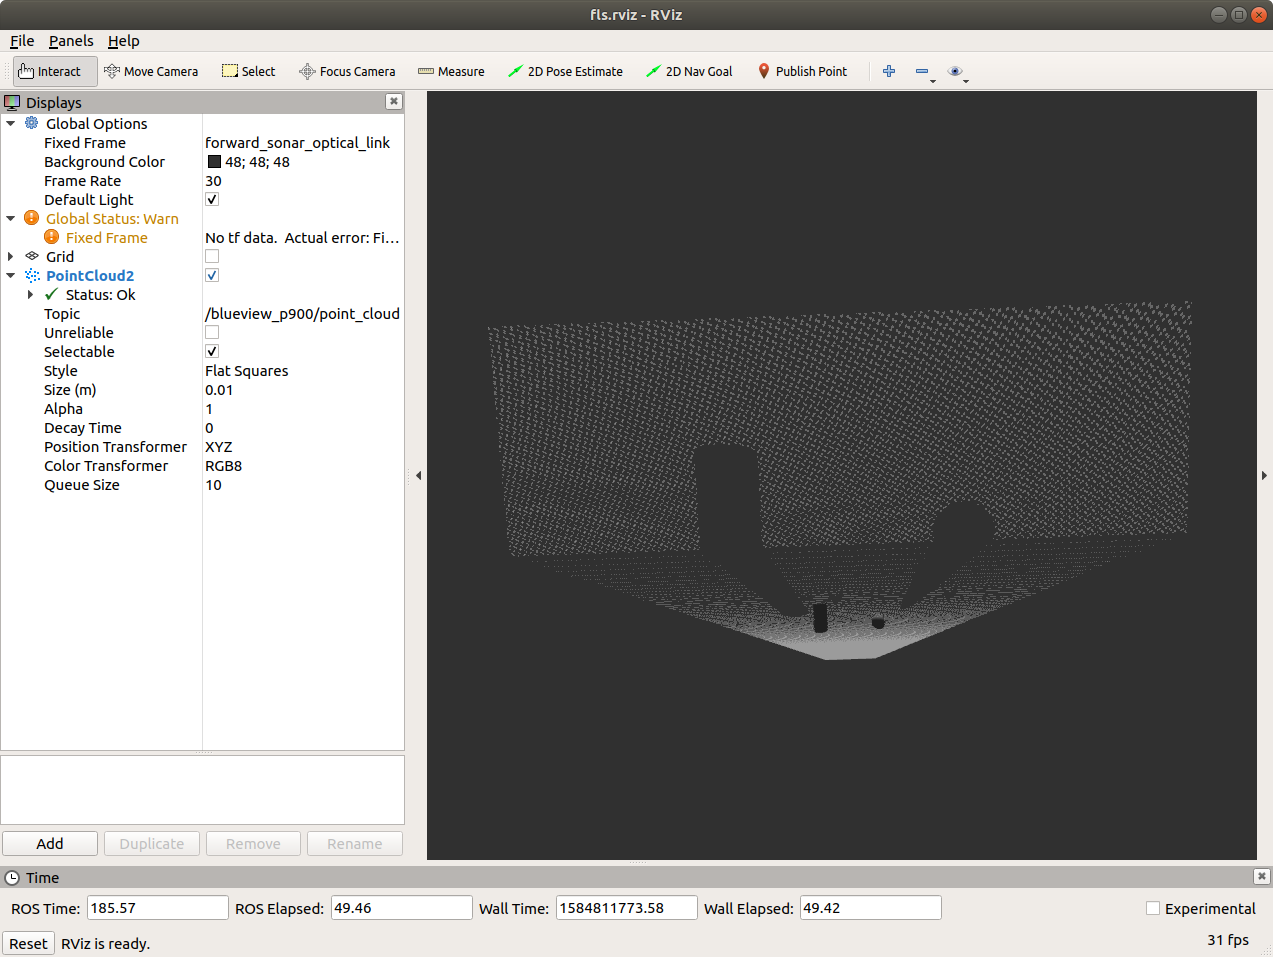 fls.rviz - RViz
File Panels Help
Interact Move Camera Select Focus Camera Measure 2D Pose Estimate 2D Nav Goal Publish Point
Displays
Global Options
Fixed Frame forward_sonar_optical_link
Background Color 48; 48; 48
Frame Rate 30
Default Light
Global Status: Warn
Fixed Frame No tf data.  Actual error: Fi...
Grid
PointCloud2
Status: Ok
Topic /blueview_p900/point_cloud
Unreliable
Selectable
Style Flat Squares
Size (m) 0.01
Alpha 1
Decay Time 0
Position Transformer XYZ
Color Transformer RGB8
Queue Size 10
Add Duplicate Remove Rename
Time
ROS Time: 185.57 ROS Elapsed: 49.46 Wall Time: 1584811773.58 Wall Elapsed: 49.42 Experimental
Reset RViz is ready. 31 fps